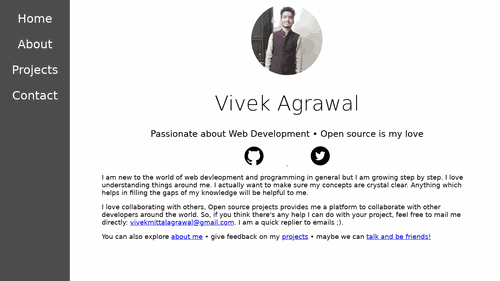 Home
About
Projects
Contact
Vivek Agrawal
Passionate about Web Development • Open source is my love
I am new to the world of web devleopment and programming in general but I am growing step by step. I love
understanding things around me. I actually want to make sure my concepts are crystal clear. Anything which
helps in filling the gaps of my knowledge will be helpful to me.
I love collaborating with others, Open source projects provides me a platform to collaborate with other
developers around the world. So, if you think there's any help I can do with your project, feel free to mail me
directly: vivekmittalagrawal@gmail.com. I am a quick replier to emails ;).
You can also explore about me • give feedback on my projects • maybe we can talk and be friends!